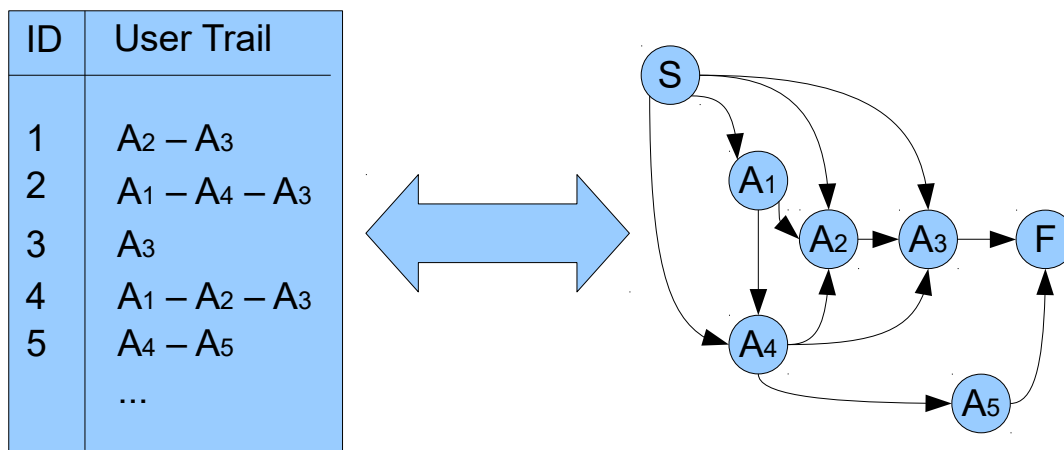 ID User Trail
1 A2 – A3
2 A1 – A4 – A3
3 A3
4 A1 – A2 – A3
5 A4 – A5
...
S
A1
A2 A3 F
A4
A5